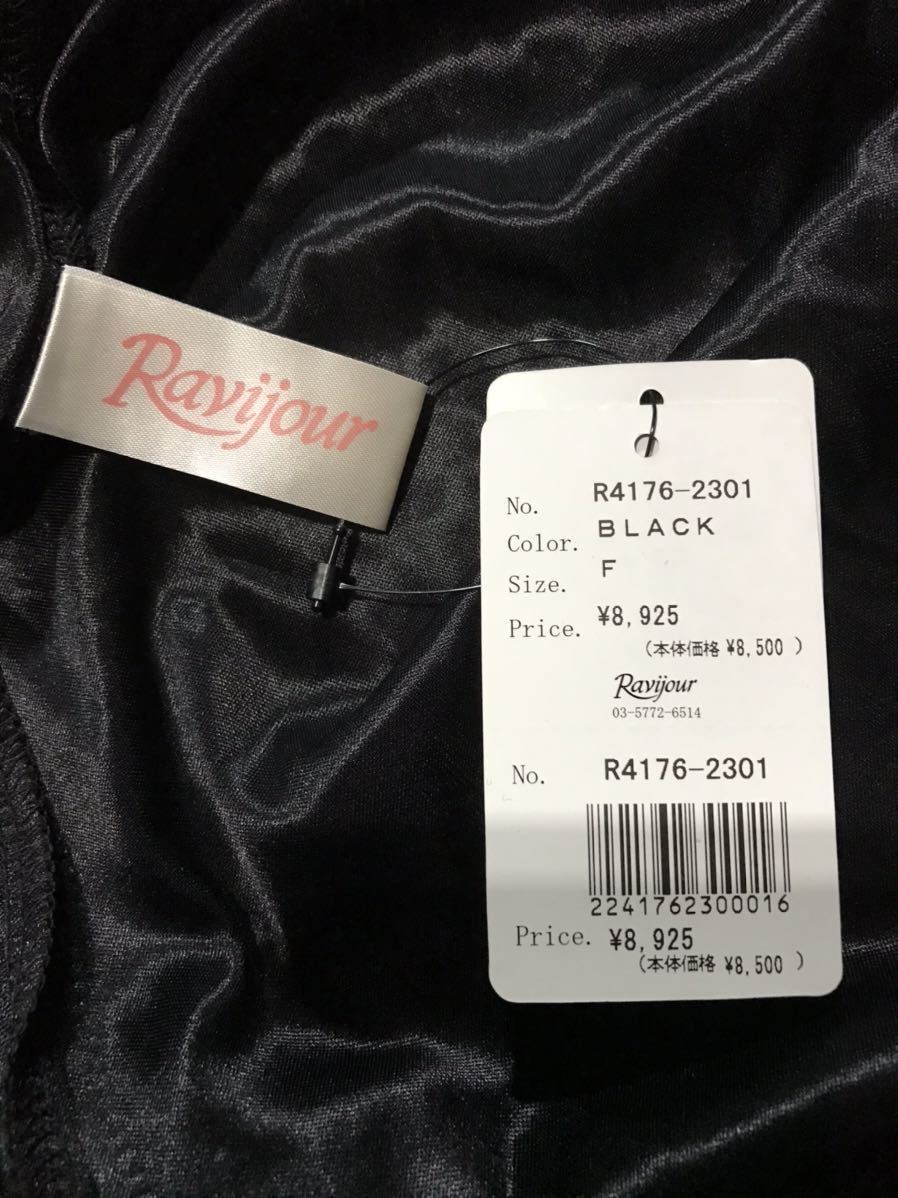 Ravijour
No. R4176-2301
Color. BLACK
Size. F
Price. ¥8,925
(本体価格 ¥8,500 )
Ravijour
03-5772-6514
No. R4176-2301
2241762300016
Price. ¥8,925
(本体価格 ¥8,500 )